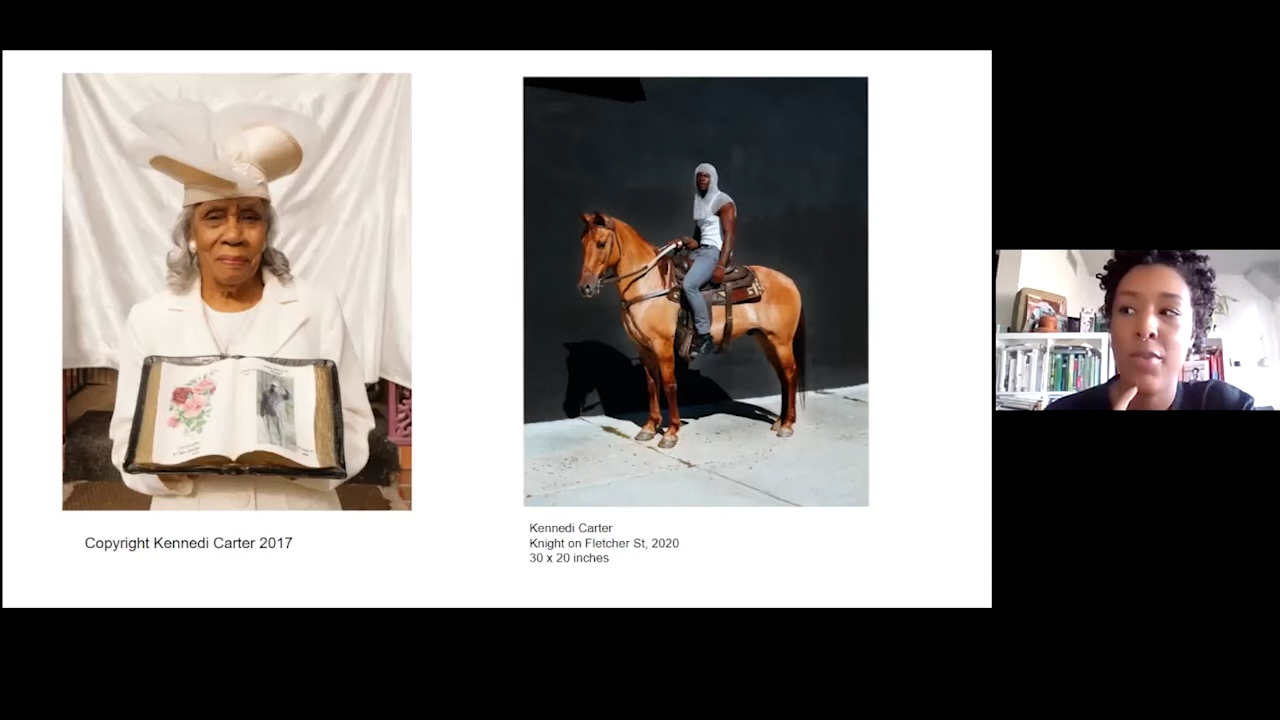 Copyright Kennedi Carter 2017
Kennedi Carter
Knight on Fletcher St, 2020
30 x 20 inches